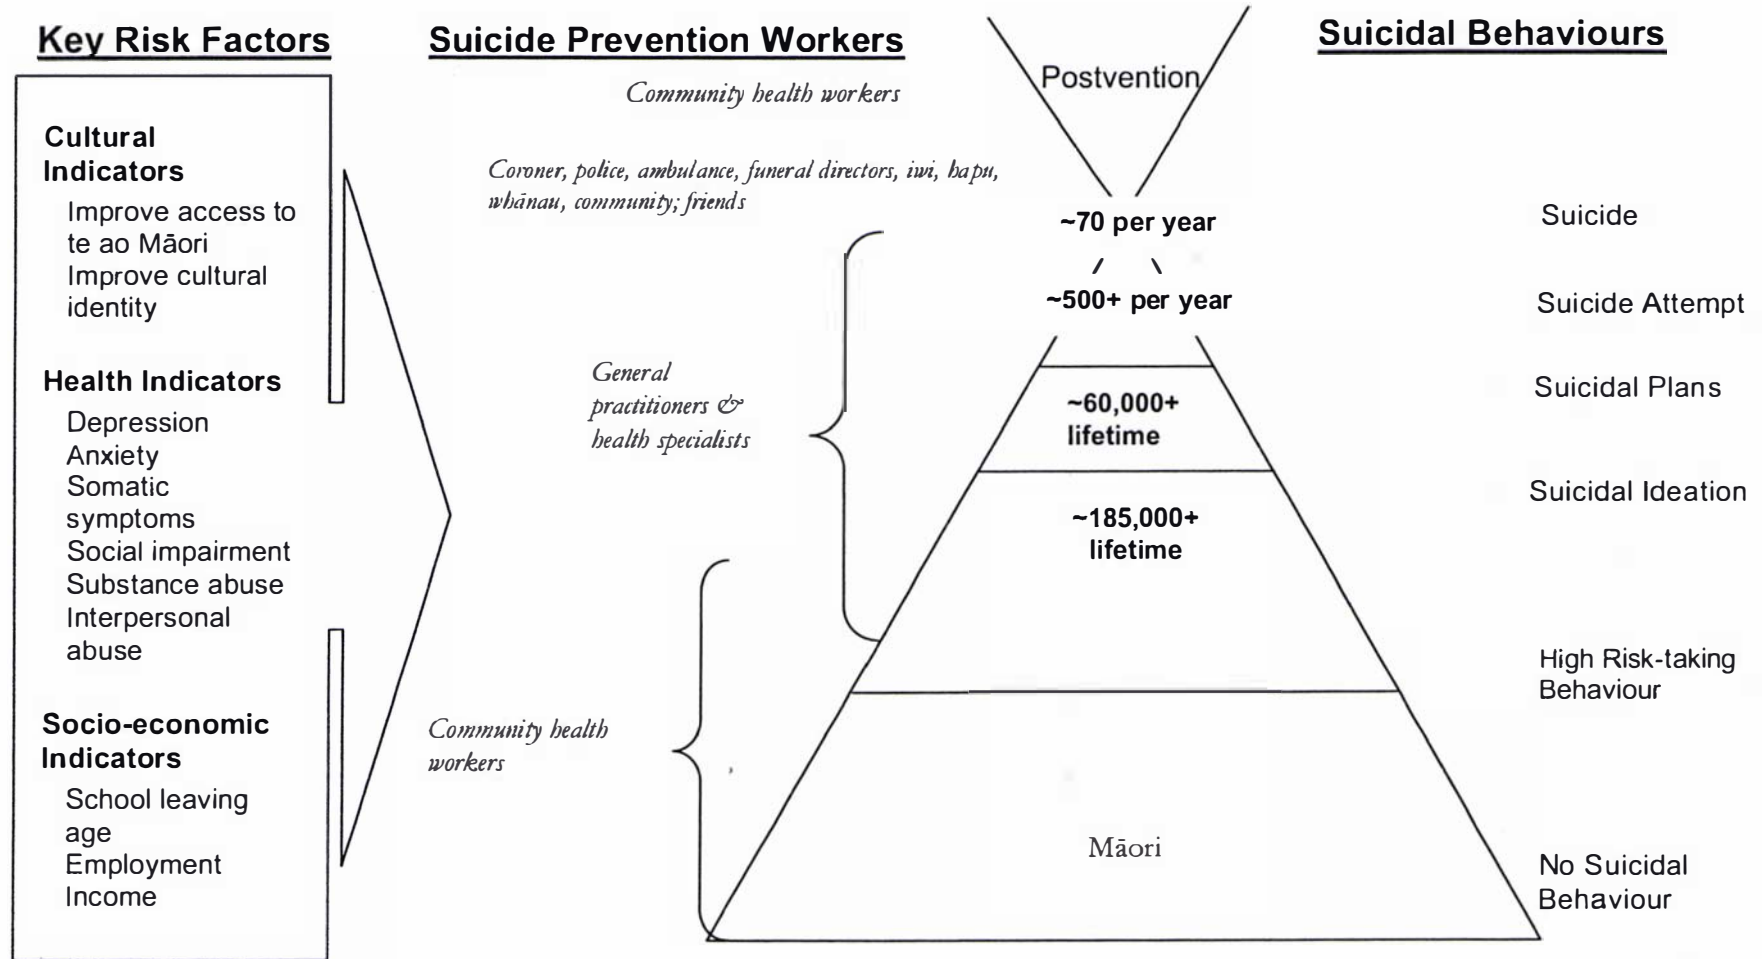 Key Risk Factors
Cultural
Indicators
Improve access to
te ao Māori
Improve cultural
identity
Health Indicators
Depression
Anxiety
Somatic
symptoms
Social impairment
Substance abuse
Interpersonal
abuse
Socio-economic
Indicators
School leaving
age
Employment
Income
Suicide Prevention Workers
Community health workers
Coroner, police, ambulance, funeral directors, iwi, hapu,
whānau, community; friends
General
practitioners &
health specialists
Community health
workers
Postvention
~70 per year
~500+ per year
~60,000+
lifetime
~185,000+
lifetime
Māori
Suicidal Behaviours
Suicide
Suicide Attempt
Suicidal Plans
Suicidal Ideation
High Risk-taking
Behaviour
No Suicidal
Behaviour